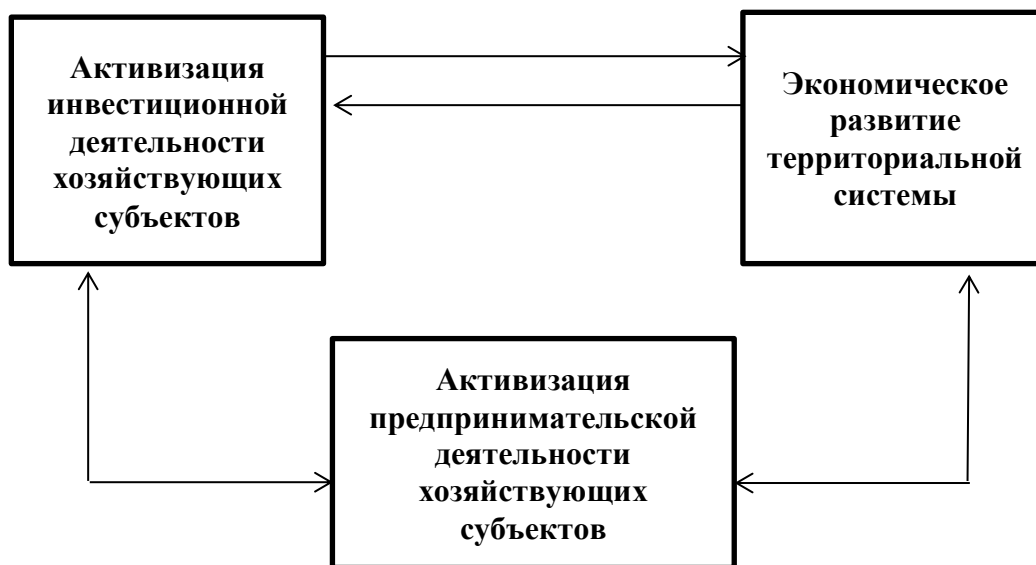 Активизация
инвестиционной
деятельности
хозяйствующих
субъектов
Экономическое
развитие
территориальной
системы
Активизация
предпринимательской
деятельности
хозяйствующих
субъектов